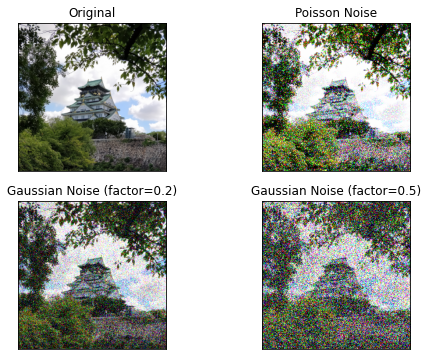 Original
Poisson Noise
Gaussian Noise (factor=0.2)
Gaussian Noise (factor=0.5)